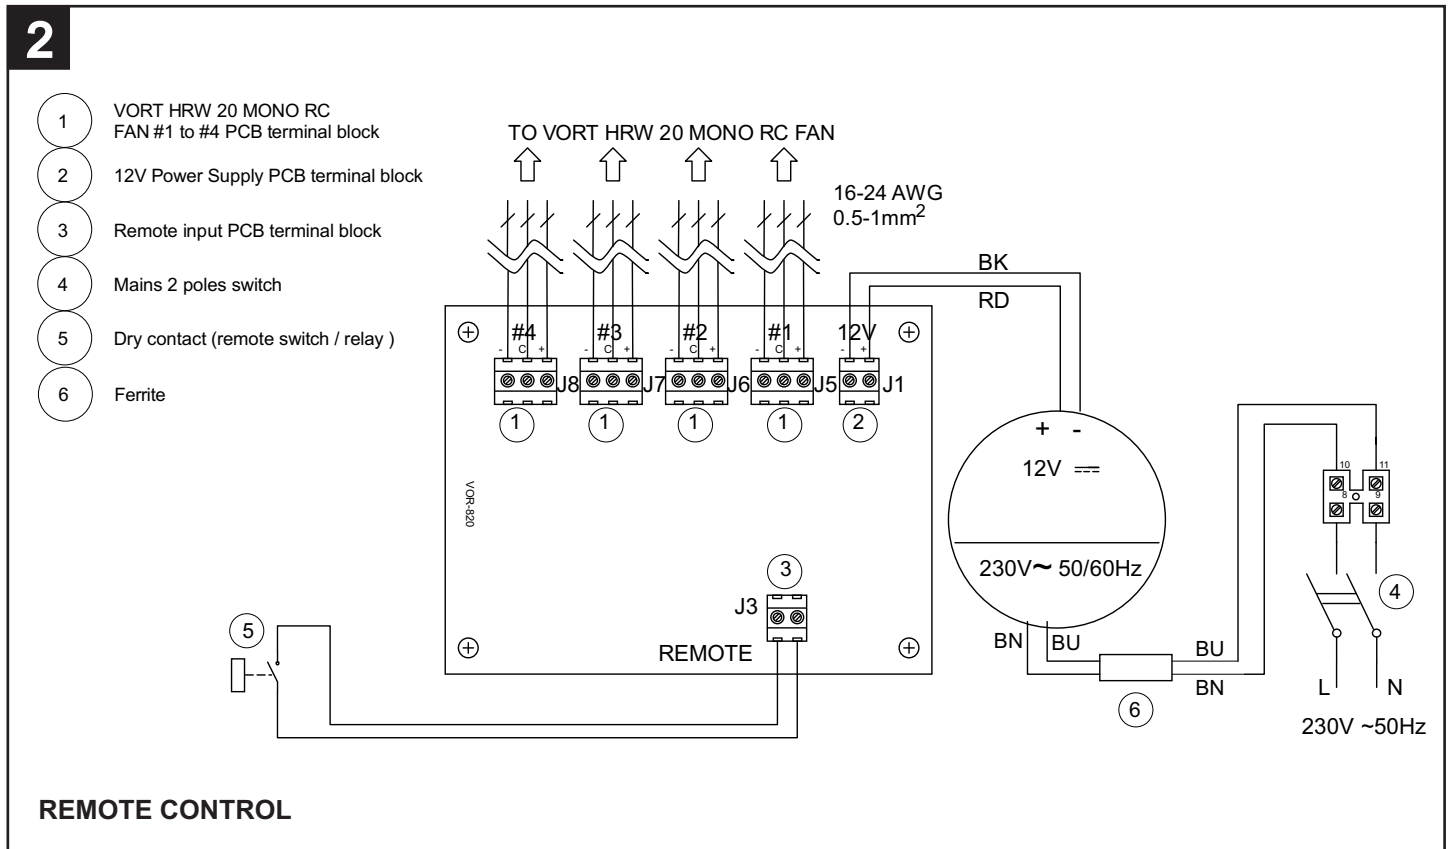 2
1
VORT HRW 20 MONO RC
FAN #1 to #4 PCB terminal block
2
12V Power Supply PCB terminal block
3
Remote input PCB terminal block
4
Mains 2 poles switch
5
Dry contact (remote switch / relay )
6
Ferrite
TO VORT HRW 20 MONO RC FAN
16-24 AWG
0.5-1mm2
BK
RD
#4 #3 #2 #1 12V
- C + - C + - C + - C + - +
J8 J7 J6 J5 J1
1 1 1 1 2
+ -
12V
10 11
8 9
VOR-820
230V~ 50/60Hz
3
4
J3
5
REMOTE
BN BU
BU
BN
6
L N
230V ~50Hz
REMOTE CONTROL